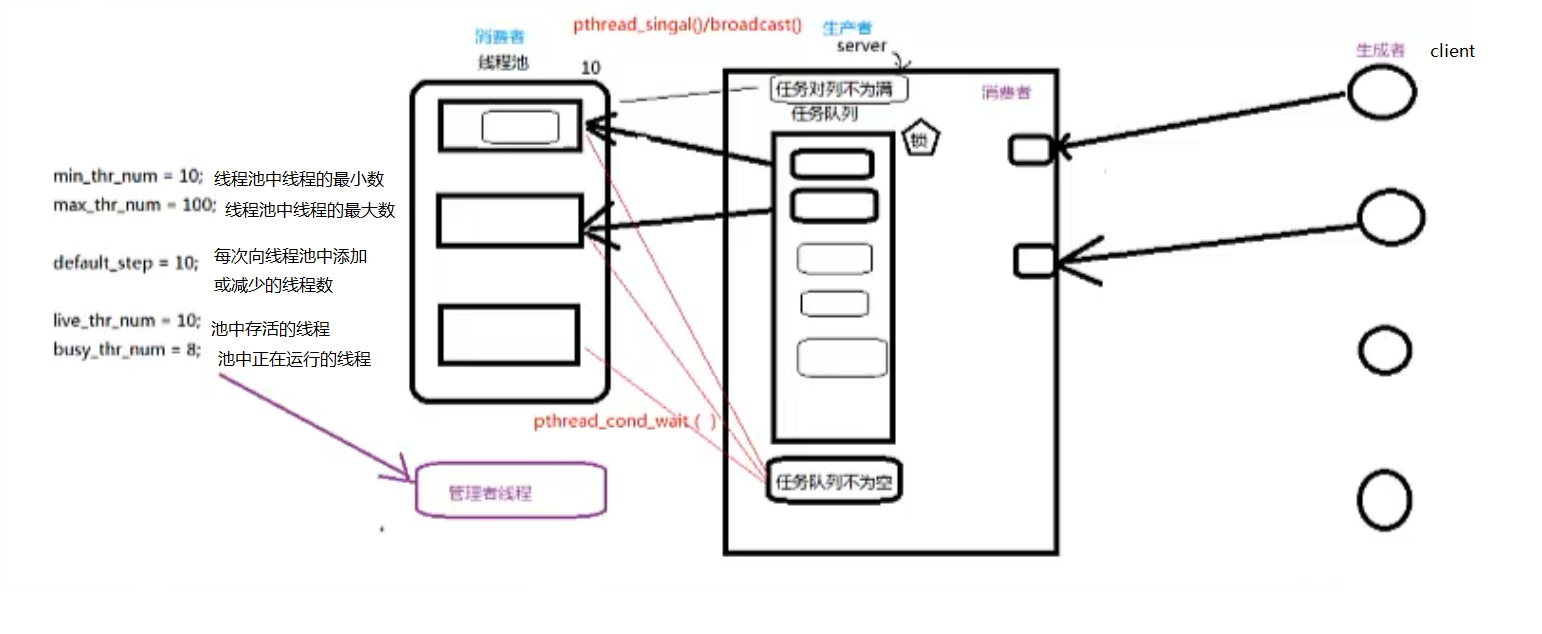 pthread_singal()/broadcast()
消费者
线程池
10
生产者
server
生成者
client
任务对列不为满
任务队列
锁
消费者
min_thr_num = 10; 线程池中线程的最小数
max_thr_num = 100; 线程池中线程的最大数
default_step = 10; 每次向线程池中添加
或减少的线程数
live_thr_num = 10; 池中存活的线程
busy_thr_num = 8; 池中正在运行的线程
pthread_cond_wait ( )
任务队列不为空
管理者线程